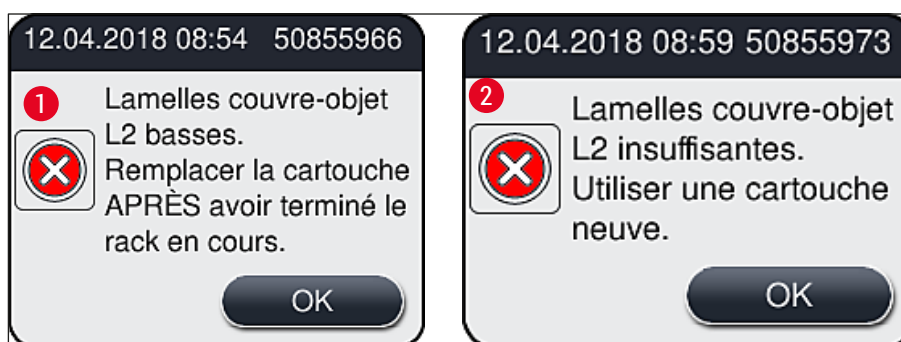 12.04.2018 08:54 50855966
1
Lamelles couvre-objet
L2 basses.
Remplacer la cartouche
APRÈS avoir terminé le
rack en cours.
OK
12.04.2018 08:59 50855973
2
Lamelles couvre-objet
L2 insuffisantes.
Utiliser une cartouche
neuve.
OK